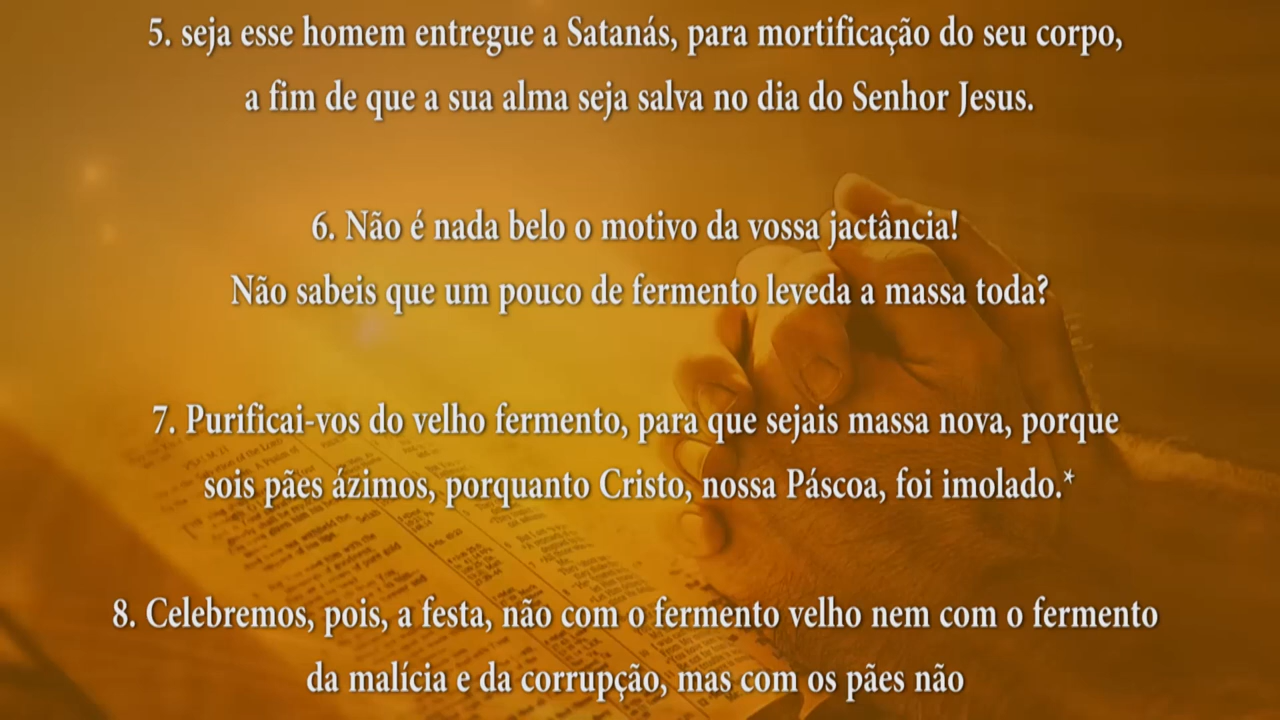 5. seja esse homem entregue a Satanás, para mortificação do seu corpo,
a fim de que a sua alma seja salva no dia do Senhor Jesus.
6. Não é nada belo o motivo da vossa jactância!
Não sabeis que um pouco de fermento leveda a massa toda?
7. Purificai-vos do velho fermento, para que sejais massa nova, porque
sois pães ázimos, porquanto Cristo, nossa Páscoa, foi imolado.*
8. Celebremos, pois, a festa, não com o fermento velho nem com o fermento
da malícia e da corrupção, mas com os pães não